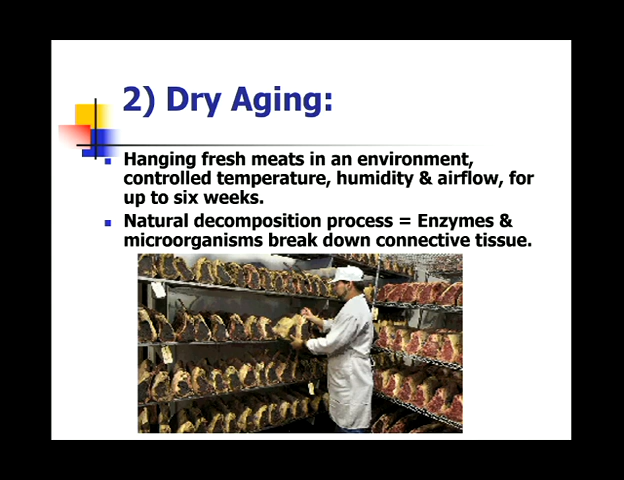 2) Dry Aging:
Hanging fresh meats in an environment,
controlled temperature, humidity & airflow, for
up to six weeks.
Natural decomposition process = Enzymes &
microorganisms break down connective tissue.